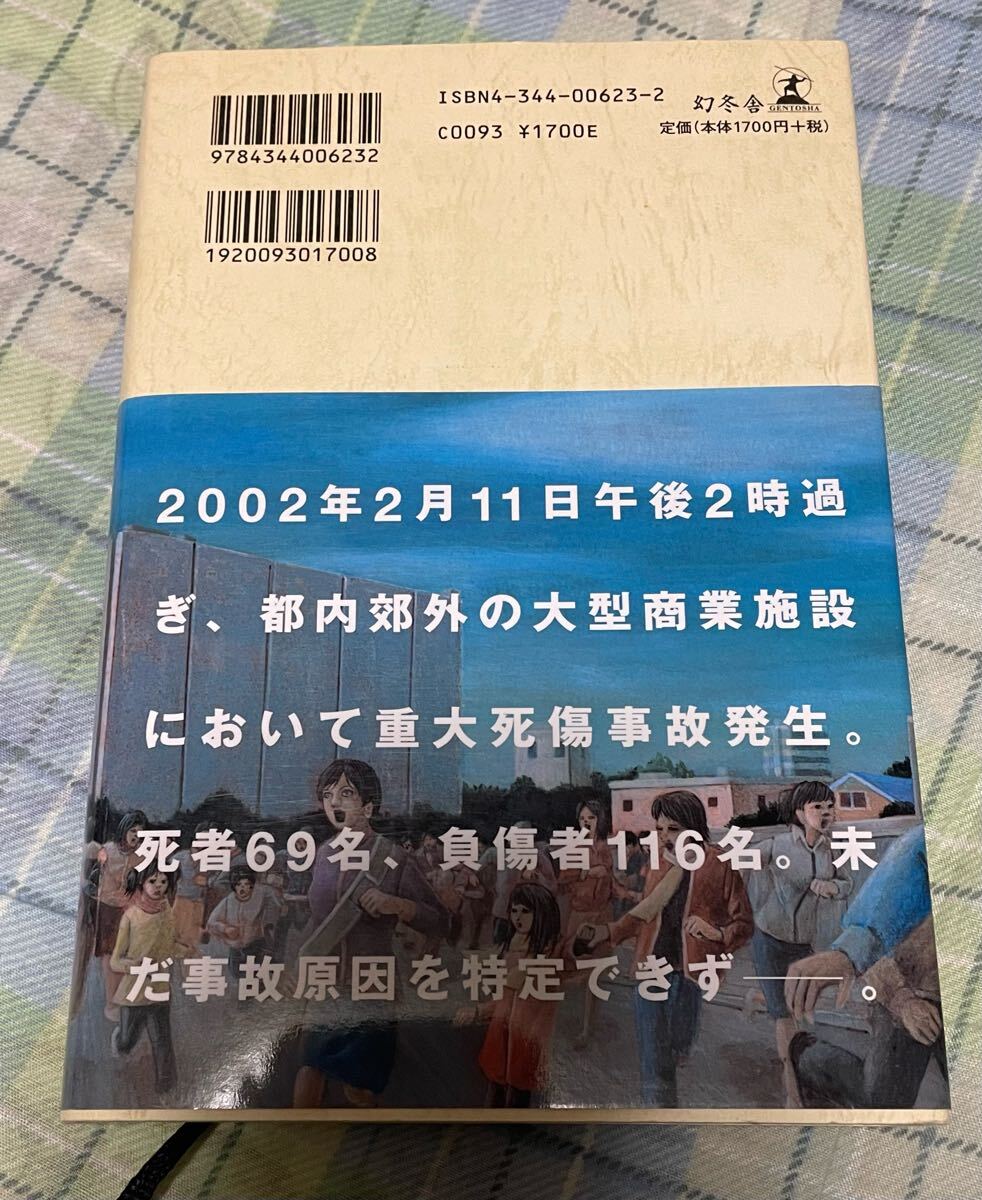 ISBN4-344-00623-2
C0093 ¥1700E
幻冬舎
GENTOSHA
定価(本体1700円+税)
9784344006232
1920093017008
2002年2月11日午後2時過
ぎ、都内郊外の大型商業施設
において重大死傷事故発生。
死者69名、負傷者116名。未
だ事故原因を特定できず――。